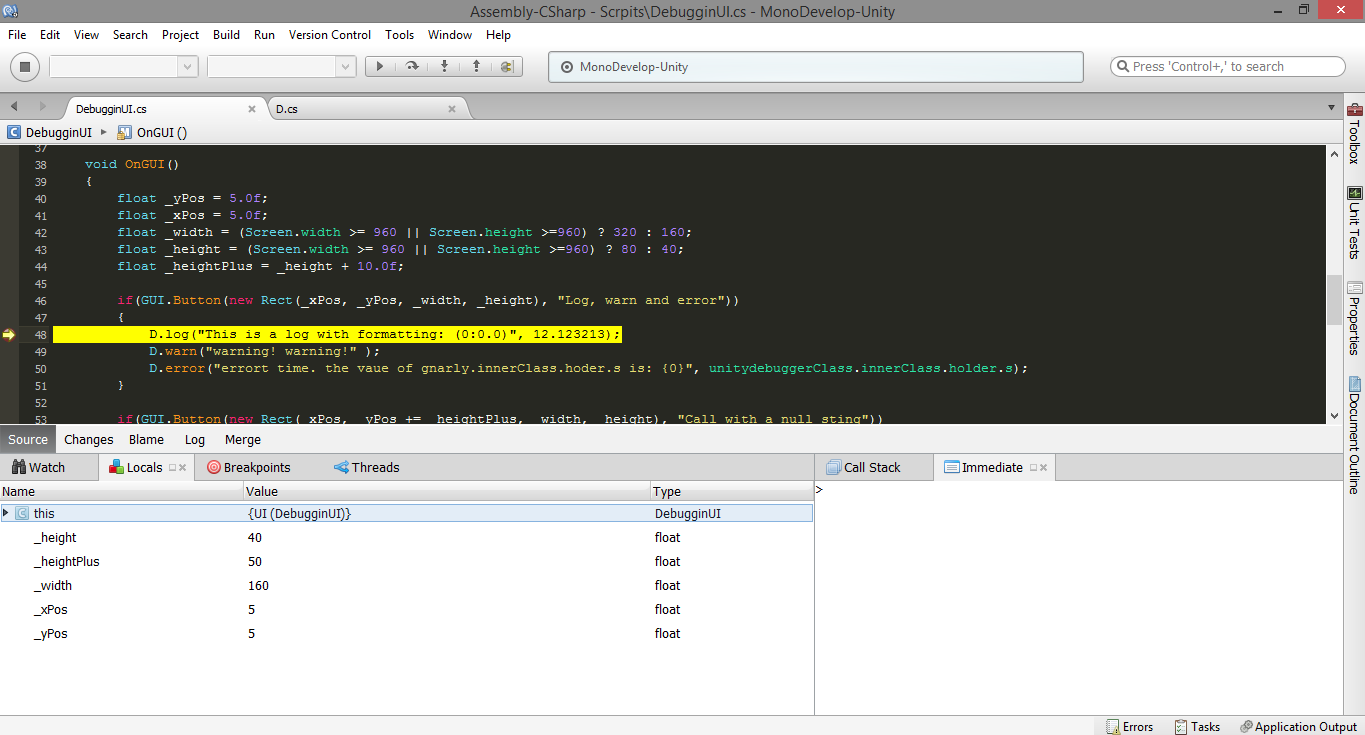 Assembly-CSharp - Scrpits\DebugginUI.cs - MonoDevelop-Unity
File Edit View Search Project Build Run Version Control Tools Window Help
MonoDevelop-Unity
Press 'Control+,' to search
DebugginUI.cs
D.cs
DebugginUI
OnGUI ()
37
38 void OnGUI()
39 {
40 float _yPos = 5.0f;
41 float _xPos = 5.0f;
42 float _width = (Screen.width >= 960 || Screen.height >=960) ? 320 : 160;
43 float _height = (Screen.width >= 960 || Screen.height >=960) ? 80 : 40;
44 float _heightPlus = _height + 10.0f;
45
46 if(GUI.Button(new Rect(_xPos, _yPos, _width, _height), "Log, warn and error"))
47 {
48 D.log("This is a log with formatting: (0:0.0)", 12.123213);
49 D.warn("warning! warning!" );
50 D.error("errort time. the vaue of gnarly.innerClass.hoder.s is: {0}", unitydebuggerClass.innerClass.holder.s);
51 }
52
53 if(GUI.Button(new Rect( xPos, yPos += heightPlus, width, height), "Call with a null sting"))
Toolbox
Unit Tests
Properties
Document Outline
Source Changes Blame Log Merge
Watch Locals Breakpoints Threads
Call Stack Immediate
Name Value Type
this {UI (DebugginUI)} DebugginUI
_height 40 float
_heightPlus 50 float
_width 160 float
_xPos 5 float
_yPos 5 float
>
Errors Tasks Application Output